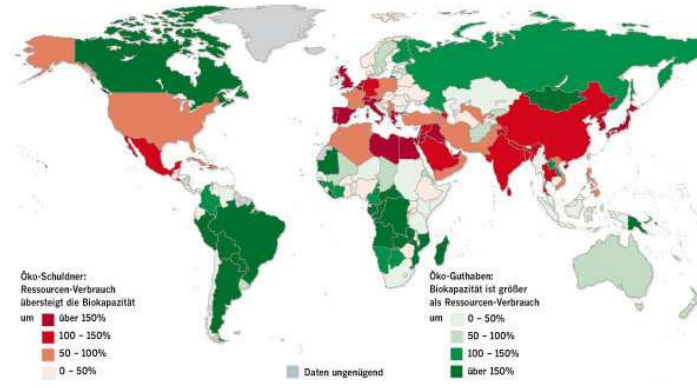 Öko-Schuldner:
Ressourcen-Verbrauch
übersteigt die Biokapazität
um
über 150%
100 – 150%
50 – 100%
0 – 50%
Daten ungenügend
Öko-Guthaben:
Biokapazität ist größer
als Ressourcen-Verbrauch
um
0 – 50%
50 – 100%
100 – 150%
über 150%